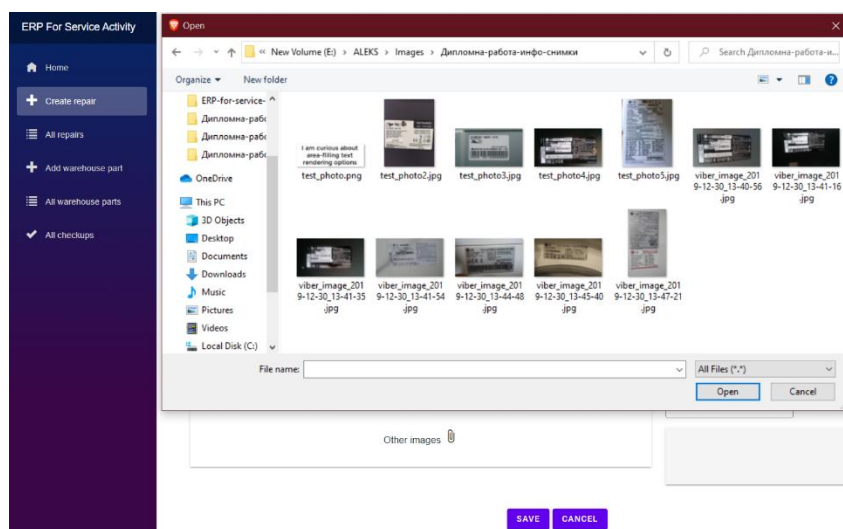 ERP For Service Activity
Home
Create repair
All repairs
Add warehouse part
All warehouse parts
All checkups
Open
« New Volume (E:) › ALEKS › Images › Дипломна-работа-инфо-снимки
Search Дипломна-работа-и...
Organize
New folder
ERP-for-service-
Дипломна-рабо
Дипломна-рабо
Дипломна-рабо
OneDrive
This PC
3D Objects
Desktop
Documents
Downloads
Music
Pictures
Videos
Local Disk (C:)
I am curious about
area-filling text
rendering options
test_photo.png
test_photo2.jpg
test_photo3.jpg
test_photo4.jpg
test_photo5.jpg
viber_image_201
9-12-30_13-40-56
.jpg
viber_image_201
9-12-30_13-41-16
.jpg
viber_image_201
9-12-30_13-41-35
.jpg
viber_image_201
9-12-30_13-41-54
.jpg
viber_image_201
9-12-30_13-44-48
.jpg
viber_image_201
9-12-30_13-45-40
.jpg
viber_image_201
9-12-30_13-47-21
.jpg
File name:
All Files (*.*)
Open
Cancel
Other images
SAVE
CANCEL